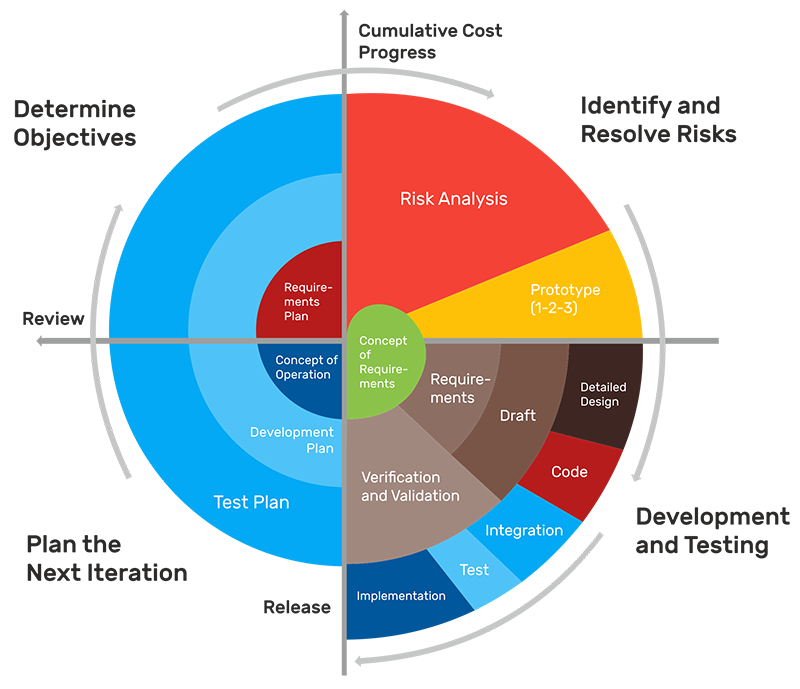 Cumulative Cost
Progress
Determine
Objectives
Identify and
Resolve Risks
Risk Analysis
Prototype
(1-2-3)
Require-
ments
Plan
Review
Concept of
Operation
Concept
of
Require-
ments
Require-
ments
Draft
Detailed
Design
Development
Plan
Code
Verification
and Validation
Test Plan
Integration
Development
and Testing
Plan the
Next Iteration
Test
Implementation
Release